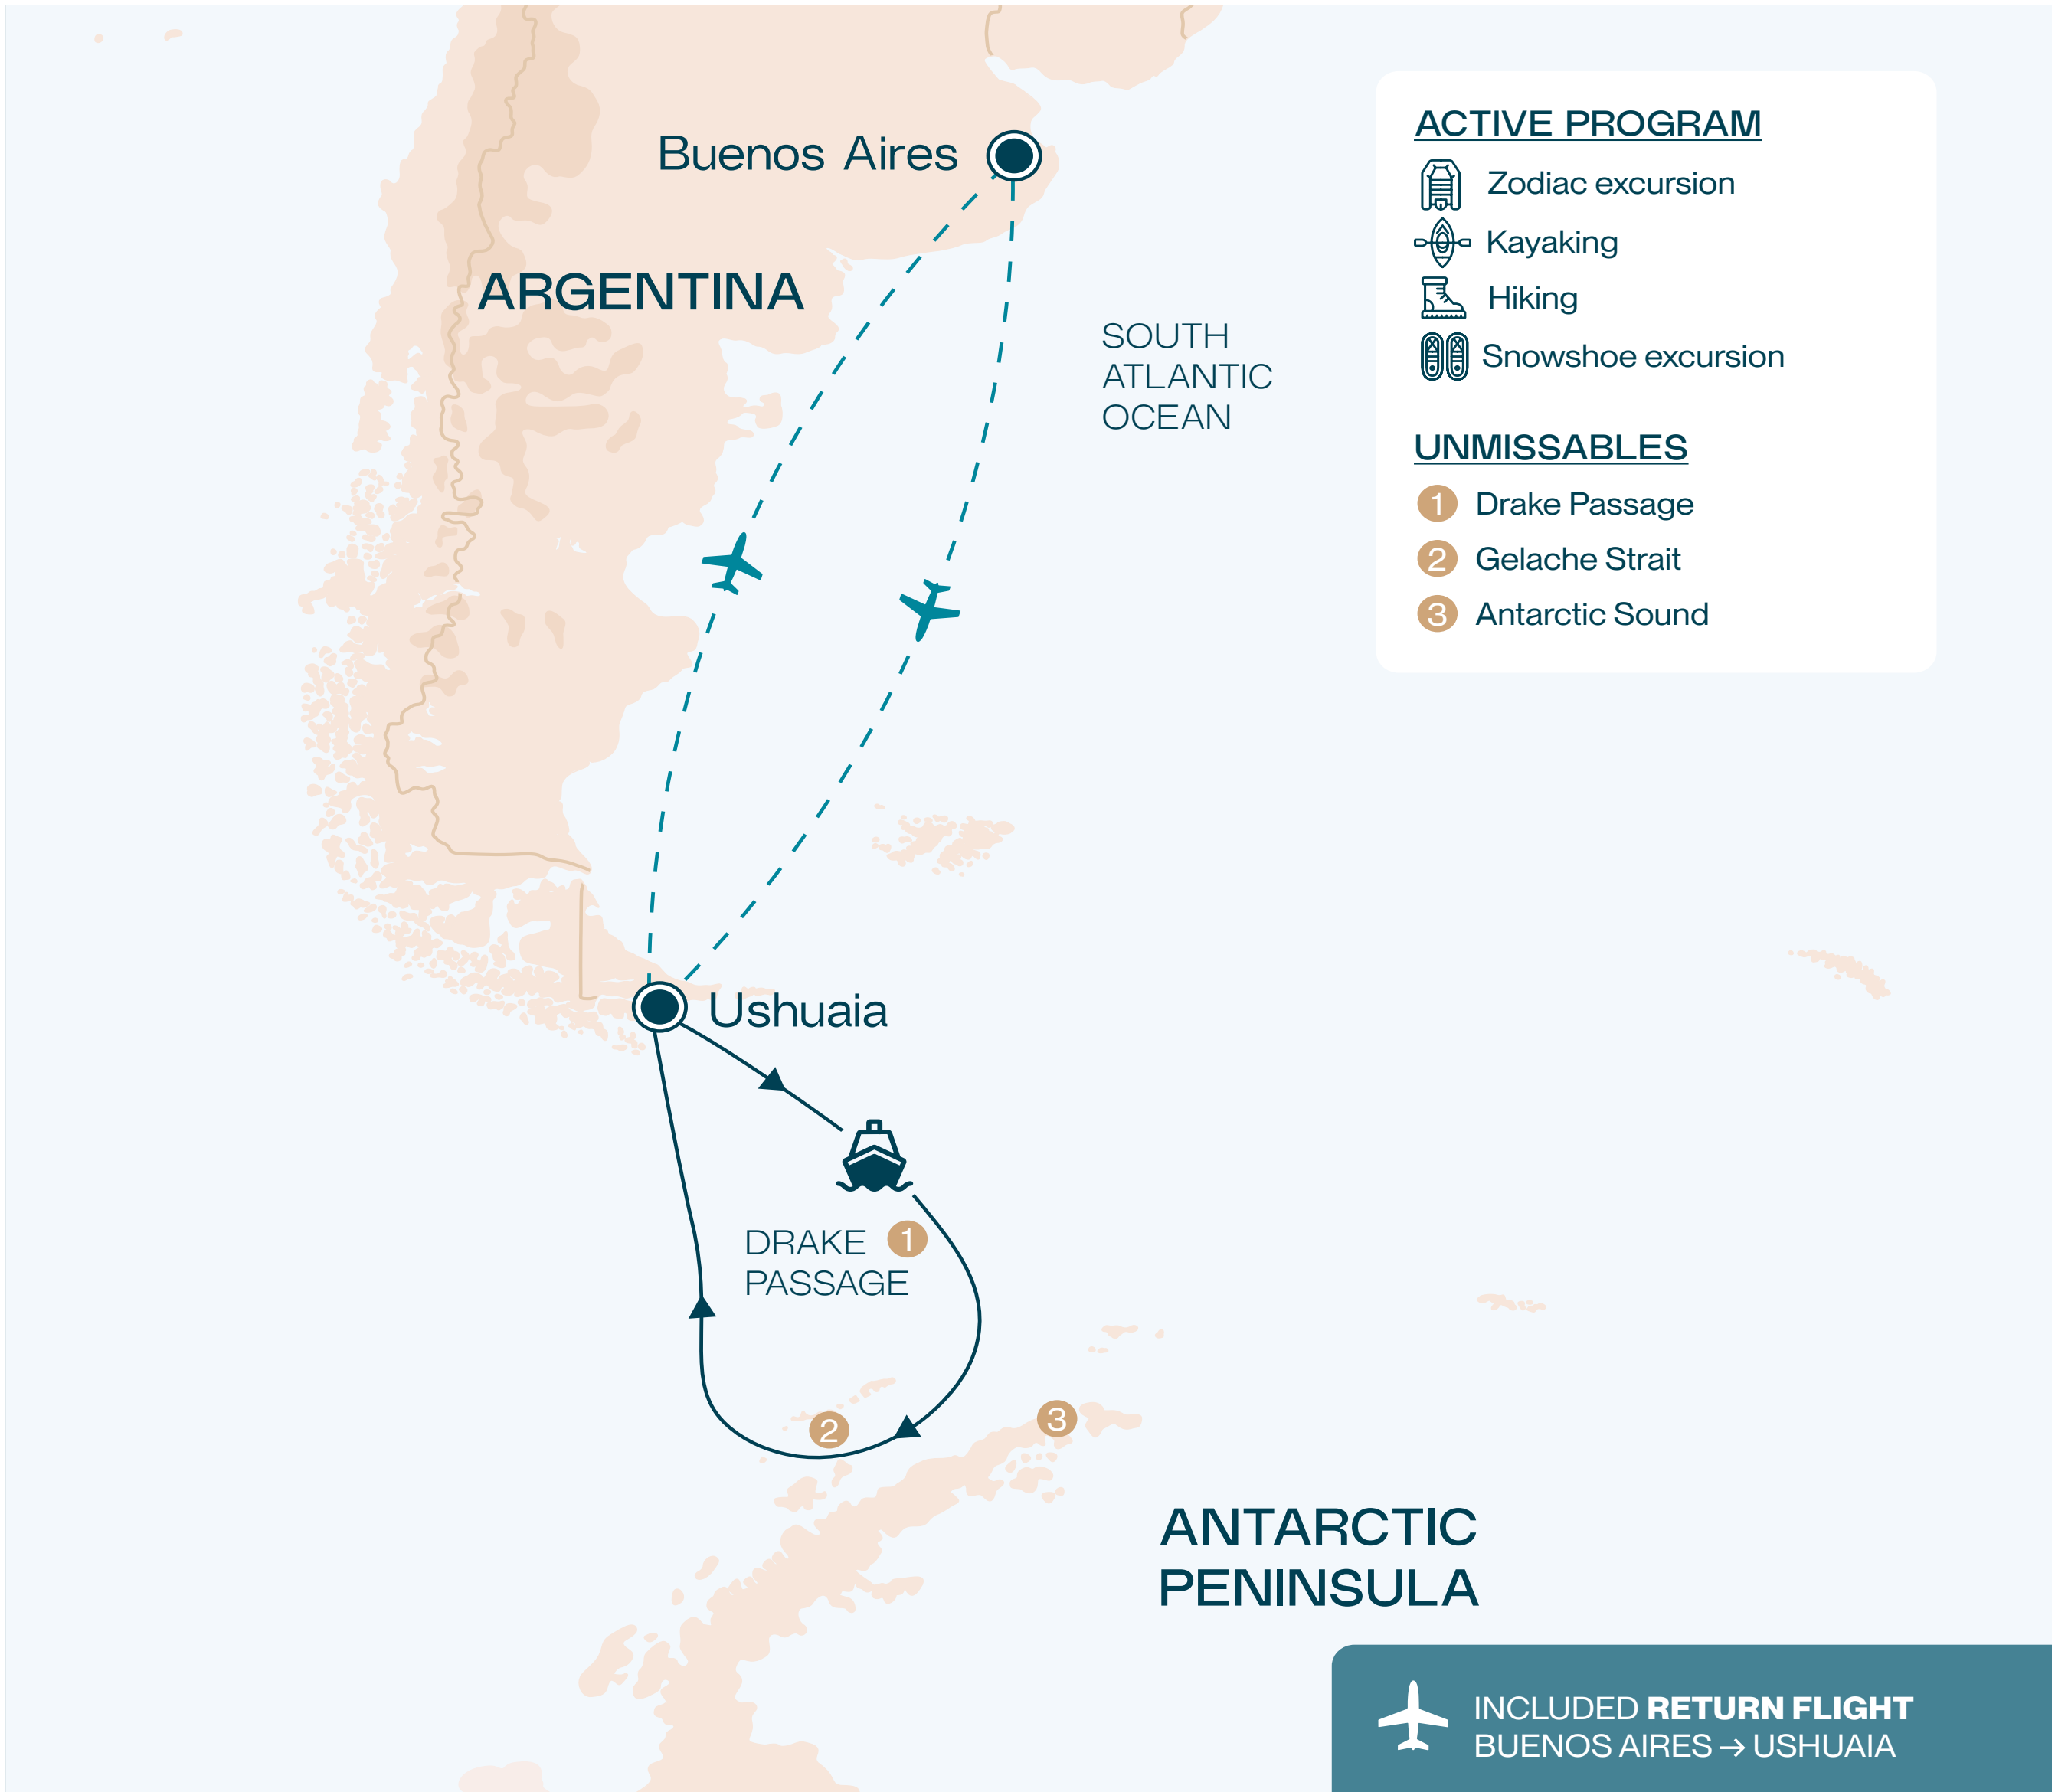 Buenos Aires
ARGENTINA
SOUTH
ATLANTIC
OCEAN
ACTIVE PROGRAM
Zodiac excursion
Kayaking
Hiking
Snowshoe excursion
UNMISSABLES
1 Drake Passage
2 Gelache Strait
3 Antarctic Sound
Ushuaia
DRAKE 1
PASSAGE
2
3
ANTARCTIC
PENINSULA
INCLUDED RETURN FLIGHT
BUENOS AIRES → USHUAIA